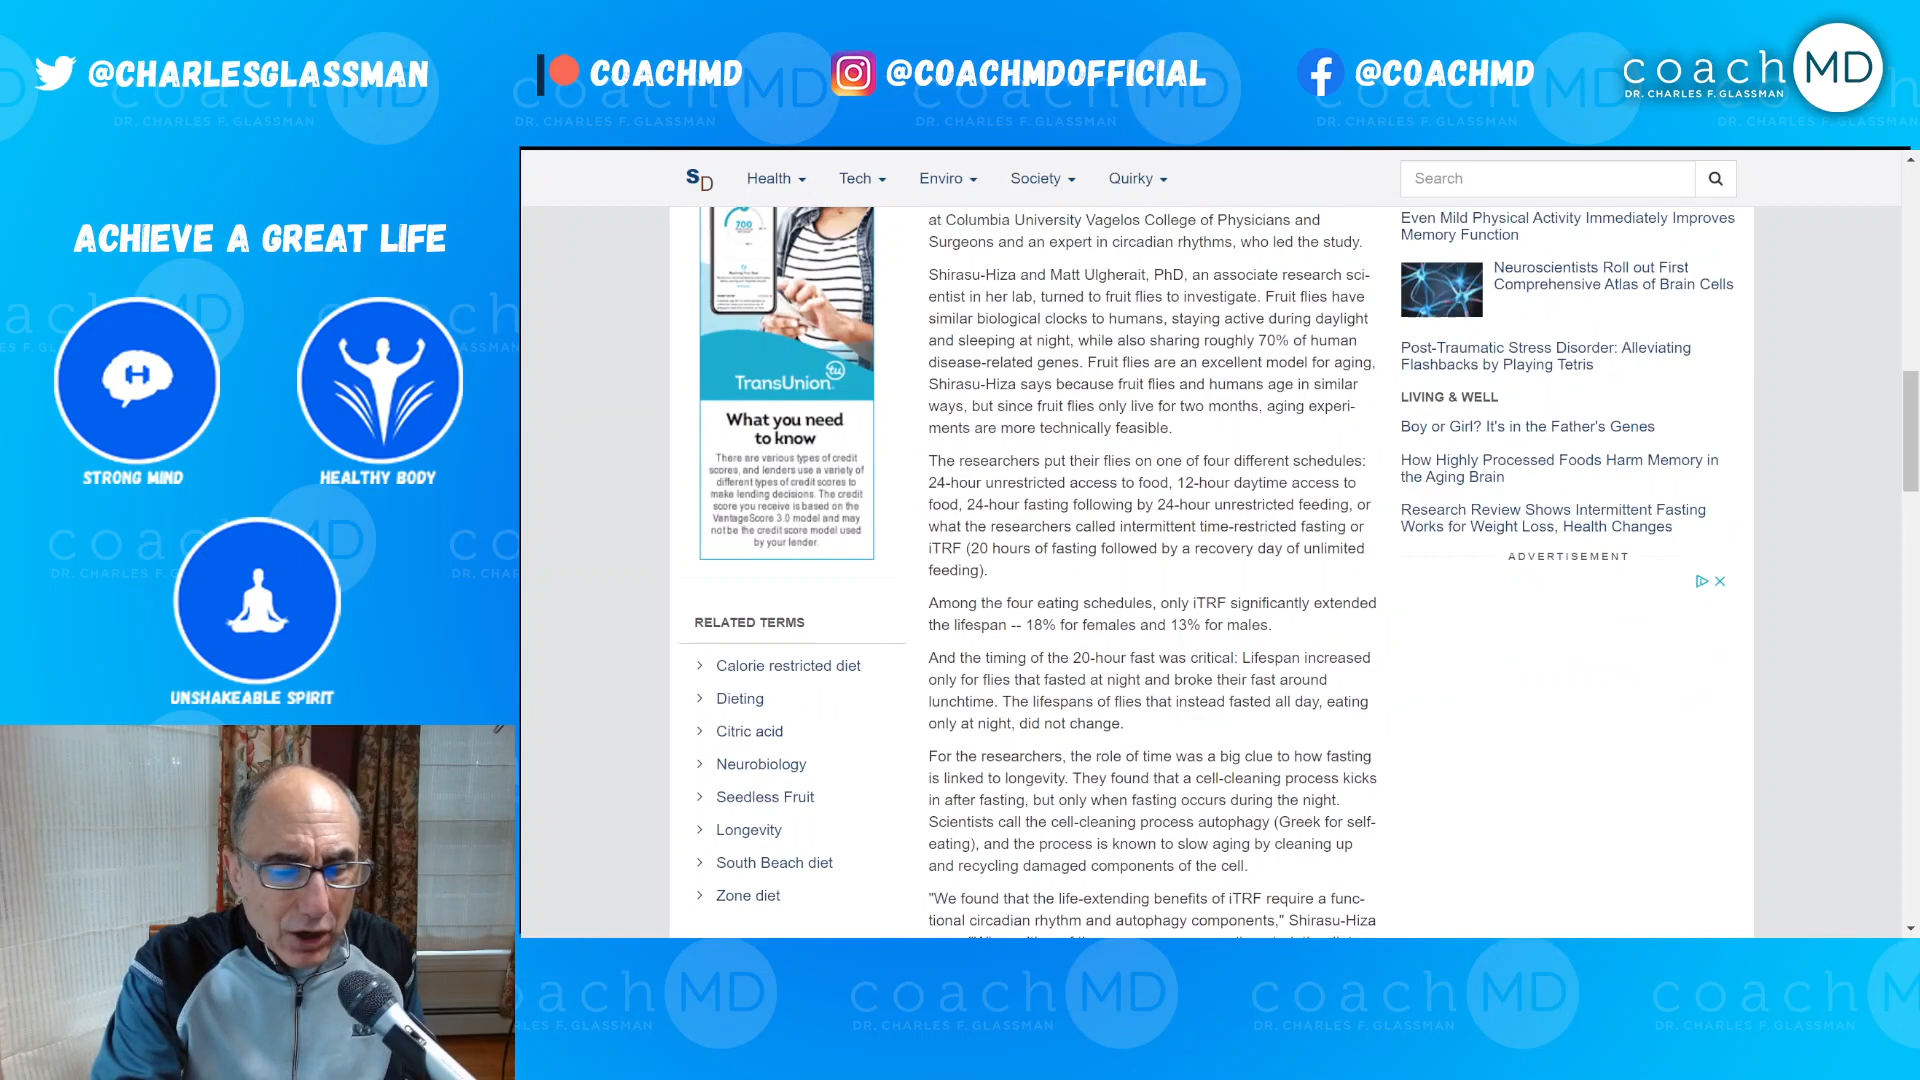 @CHARLESGLASSMAN
COACHMD
@COACHMDOFFICIAL
@COACHMD
coach MD
DR. CHARLES F. GLASSMAN
ACHIEVE A GREAT LIFE
STRONG MIND
HEALTHY BODY
UNSHAKEABLE SPIRIT
SD
Health
Tech
Enviro
Society
Quirky
Search
700
TransUnion
tu
What you need
to know
There are various types of credit
scores, and lenders use a variety of
different types of credit scores to
make lending decisions. The credit
score you receive is based on the
VantageScore 3.0 model and may
not be the credit score model used
by your lender.
RELATED TERMS
Calorie restricted diet
Dieting
Citric acid
Neurobiology
Seedless Fruit
Longevity
South Beach diet
Zone diet
at Columbia University Vagelos College of Physicians and
Surgeons and an expert in circadian rhythms, who led the study.
Shirasu-Hiza and Matt Ulgherait, PhD, an associate research sci-
entist in her lab, turned to fruit flies to investigate. Fruit flies have
similar biological clocks to humans, staying active during daylight
and sleeping at night, while also sharing roughly 70% of human
disease-related genes. Fruit flies are an excellent model for aging,
Shirasu-Hiza says because fruit flies and humans age in similar
ways, but since fruit flies only live for two months, aging experi-
ments are more technically feasible.
The researchers put their flies on one of four different schedules:
24-hour unrestricted access to food, 12-hour daytime access to
food, 24-hour fasting following by 24-hour unrestricted feeding, or
what the researchers called intermittent time-restricted fasting or
iTRF (20 hours of fasting followed by a recovery day of unlimited
feeding).
Among the four eating schedules, only iTRF significantly extended
the lifespan -- 18% for females and 13% for males.
And the timing of the 20-hour fast was critical: Lifespan increased
only for flies that fasted at night and broke their fast around
lunchtime. The lifespans of flies that instead fasted all day, eating
only at night, did not change.
For the researchers, the role of time was a big clue to how fasting
is linked to longevity. They found that a cell-cleaning process kicks
in after fasting, but only when fasting occurs during the night.
Scientists call the cell-cleaning process autophagy (Greek for self-
eating), and the process is known to slow aging by cleaning up
and recycling damaged components of the cell.
"We found that the life-extending benefits of iTRF require a func-
tional circadian rhythm and autophagy components," Shirasu-Hiza
Even Mild Physical Activity Immediately Improves
Memory Function
Neuroscientists Roll out First
Comprehensive Atlas of Brain Cells
Post-Traumatic Stress Disorder: Alleviating
Flashbacks by Playing Tetris
LIVING & WELL
Boy or Girl? It's in the Father's Genes
How Highly Processed Foods Harm Memory in
the Aging Brain
Research Review Shows Intermittent Fasting
Works for Weight Loss, Health Changes
ADVERTISEMENT
coach MD
DR. CHARLES F. GLASSMAN
coach MD
DR. CHARLES F. GLASSMAN